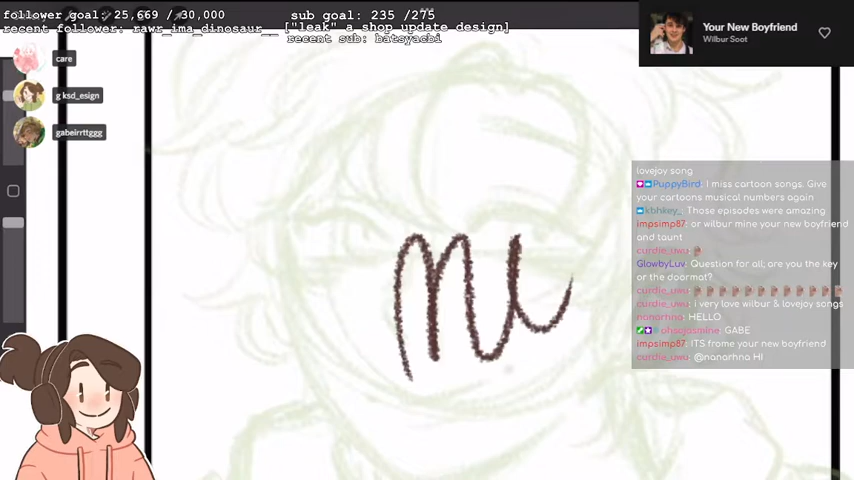 follower goal: 25,669 / 30,000
sub goal: 235 /275
recent follower: rawr_ima_dinosaur__
["leak" a shop update design]
recent sub: batsyacbi
Your New Boyfriend
Wilbur Soot
care
g ksd_esign
gabeirrttggg
mu
lovejoy song
PuppyBird: I miss cartoon songs. Give
your cartoons musical numbers again
kbhkey_: Those episodes were amazing
impsimp87: or wilbur mine your new boyfriend
and taunt
curdie_uwu:
GlowbyLuv: Question for all; are you the key
or the doormat?
curdie_uwu:
curdie_uwu: i very love wilbur & lovejoy songs
nanarhna: HELLO
ohsojasmine: GABE
impsimp87: ITS frome your new boyfriend
curdie_uwu: @nanarhna HI